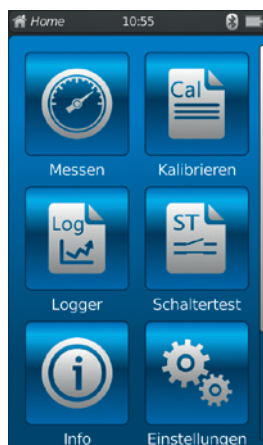 Home 10:55
Cal
Messen Kalibrieren
Log ST
Logger Schaltertest
i
Info Einstellungen